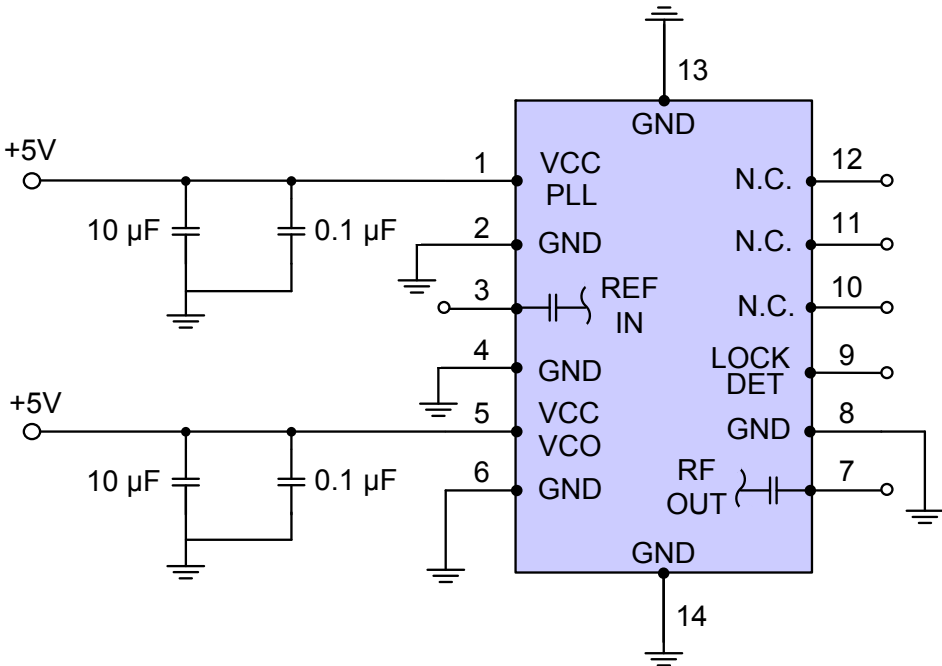 13
GND
+5V
1
VCC
PLL
10 µF
0.1 µF
2
GND
3
REF
IN
4
GND
+5V
5
VCC
VCO
10 µF
0.1 µF
6
GND
12
N.C.
11
N.C.
10
N.C.
LOCK
DET
9
GND
8
RF
OUT
7
GND
14